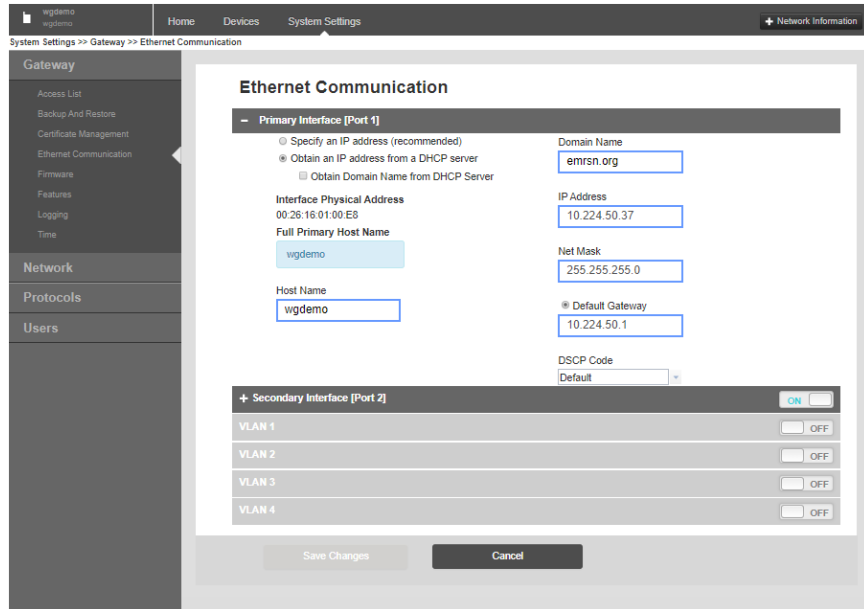 wgdemo
wgdemo
Home Devices System Settings
+ Network Information
System Settings >> Gateway >> Ethernet Communication
Gateway
Access List
Backup And Restore
Certificate Management
Ethernet Communication
Firmware
Features
Logging
Time
Network
Protocols
Users
Ethernet Communication
− Primary Interface [Port 1]
Specify an IP address (recommended)
Obtain an IP address from a DHCP server
Obtain Domain Name from DHCP Server
Interface Physical Address
00:26:16:01:00:E8
Full Primary Host Name
wgdemo
Host Name
wgdemo
Domain Name
emrsn.org
IP Address
10.224.50.37
Net Mask
255.255.255.0
Default Gateway
10.224.50.1
DSCP Code
Default
+ Secondary Interface [Port 2] ON
VLAN 1 OFF
VLAN 2 OFF
VLAN 3 OFF
VLAN 4 OFF
Save Changes Cancel